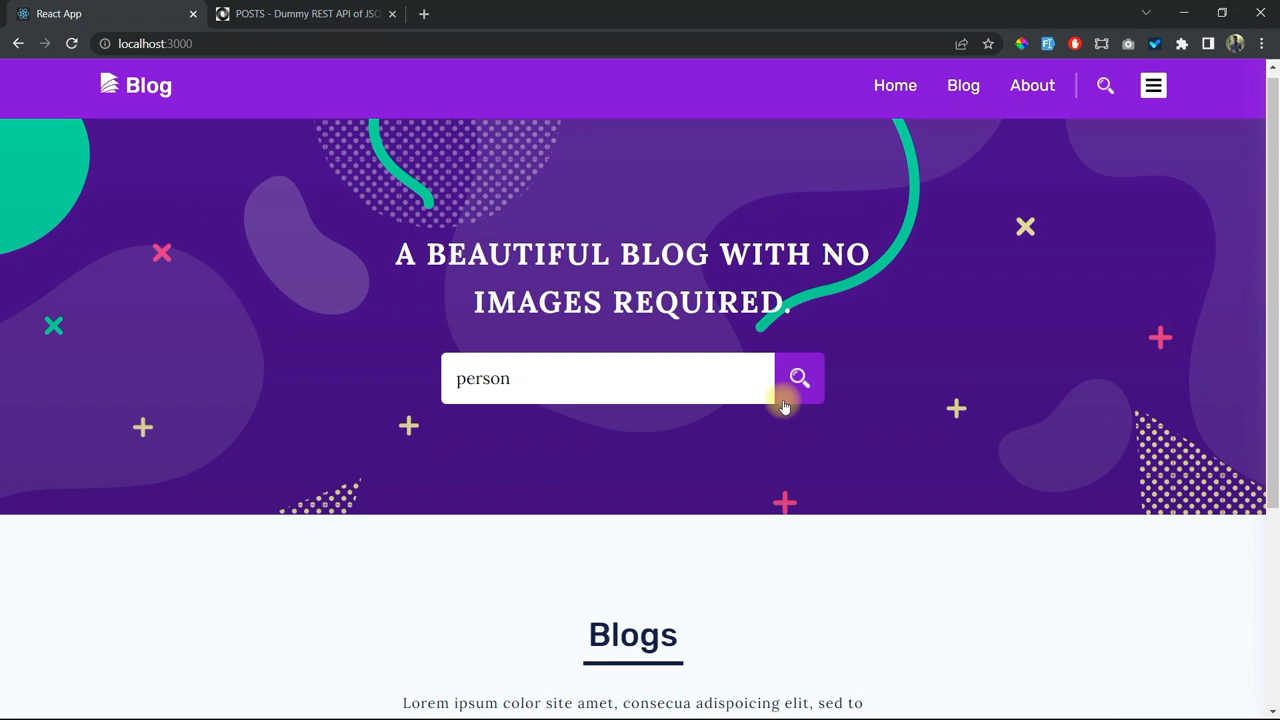 React App
POSTS - Dummy REST API of JSO
localhost:3000
Blog
Home
Blog
About
A BEAUTIFUL BLOG WITH NO
IMAGES REQUIRED.
person
Blogs
Lorem ipsum color site amet, consecua adispoicing elit, sed to